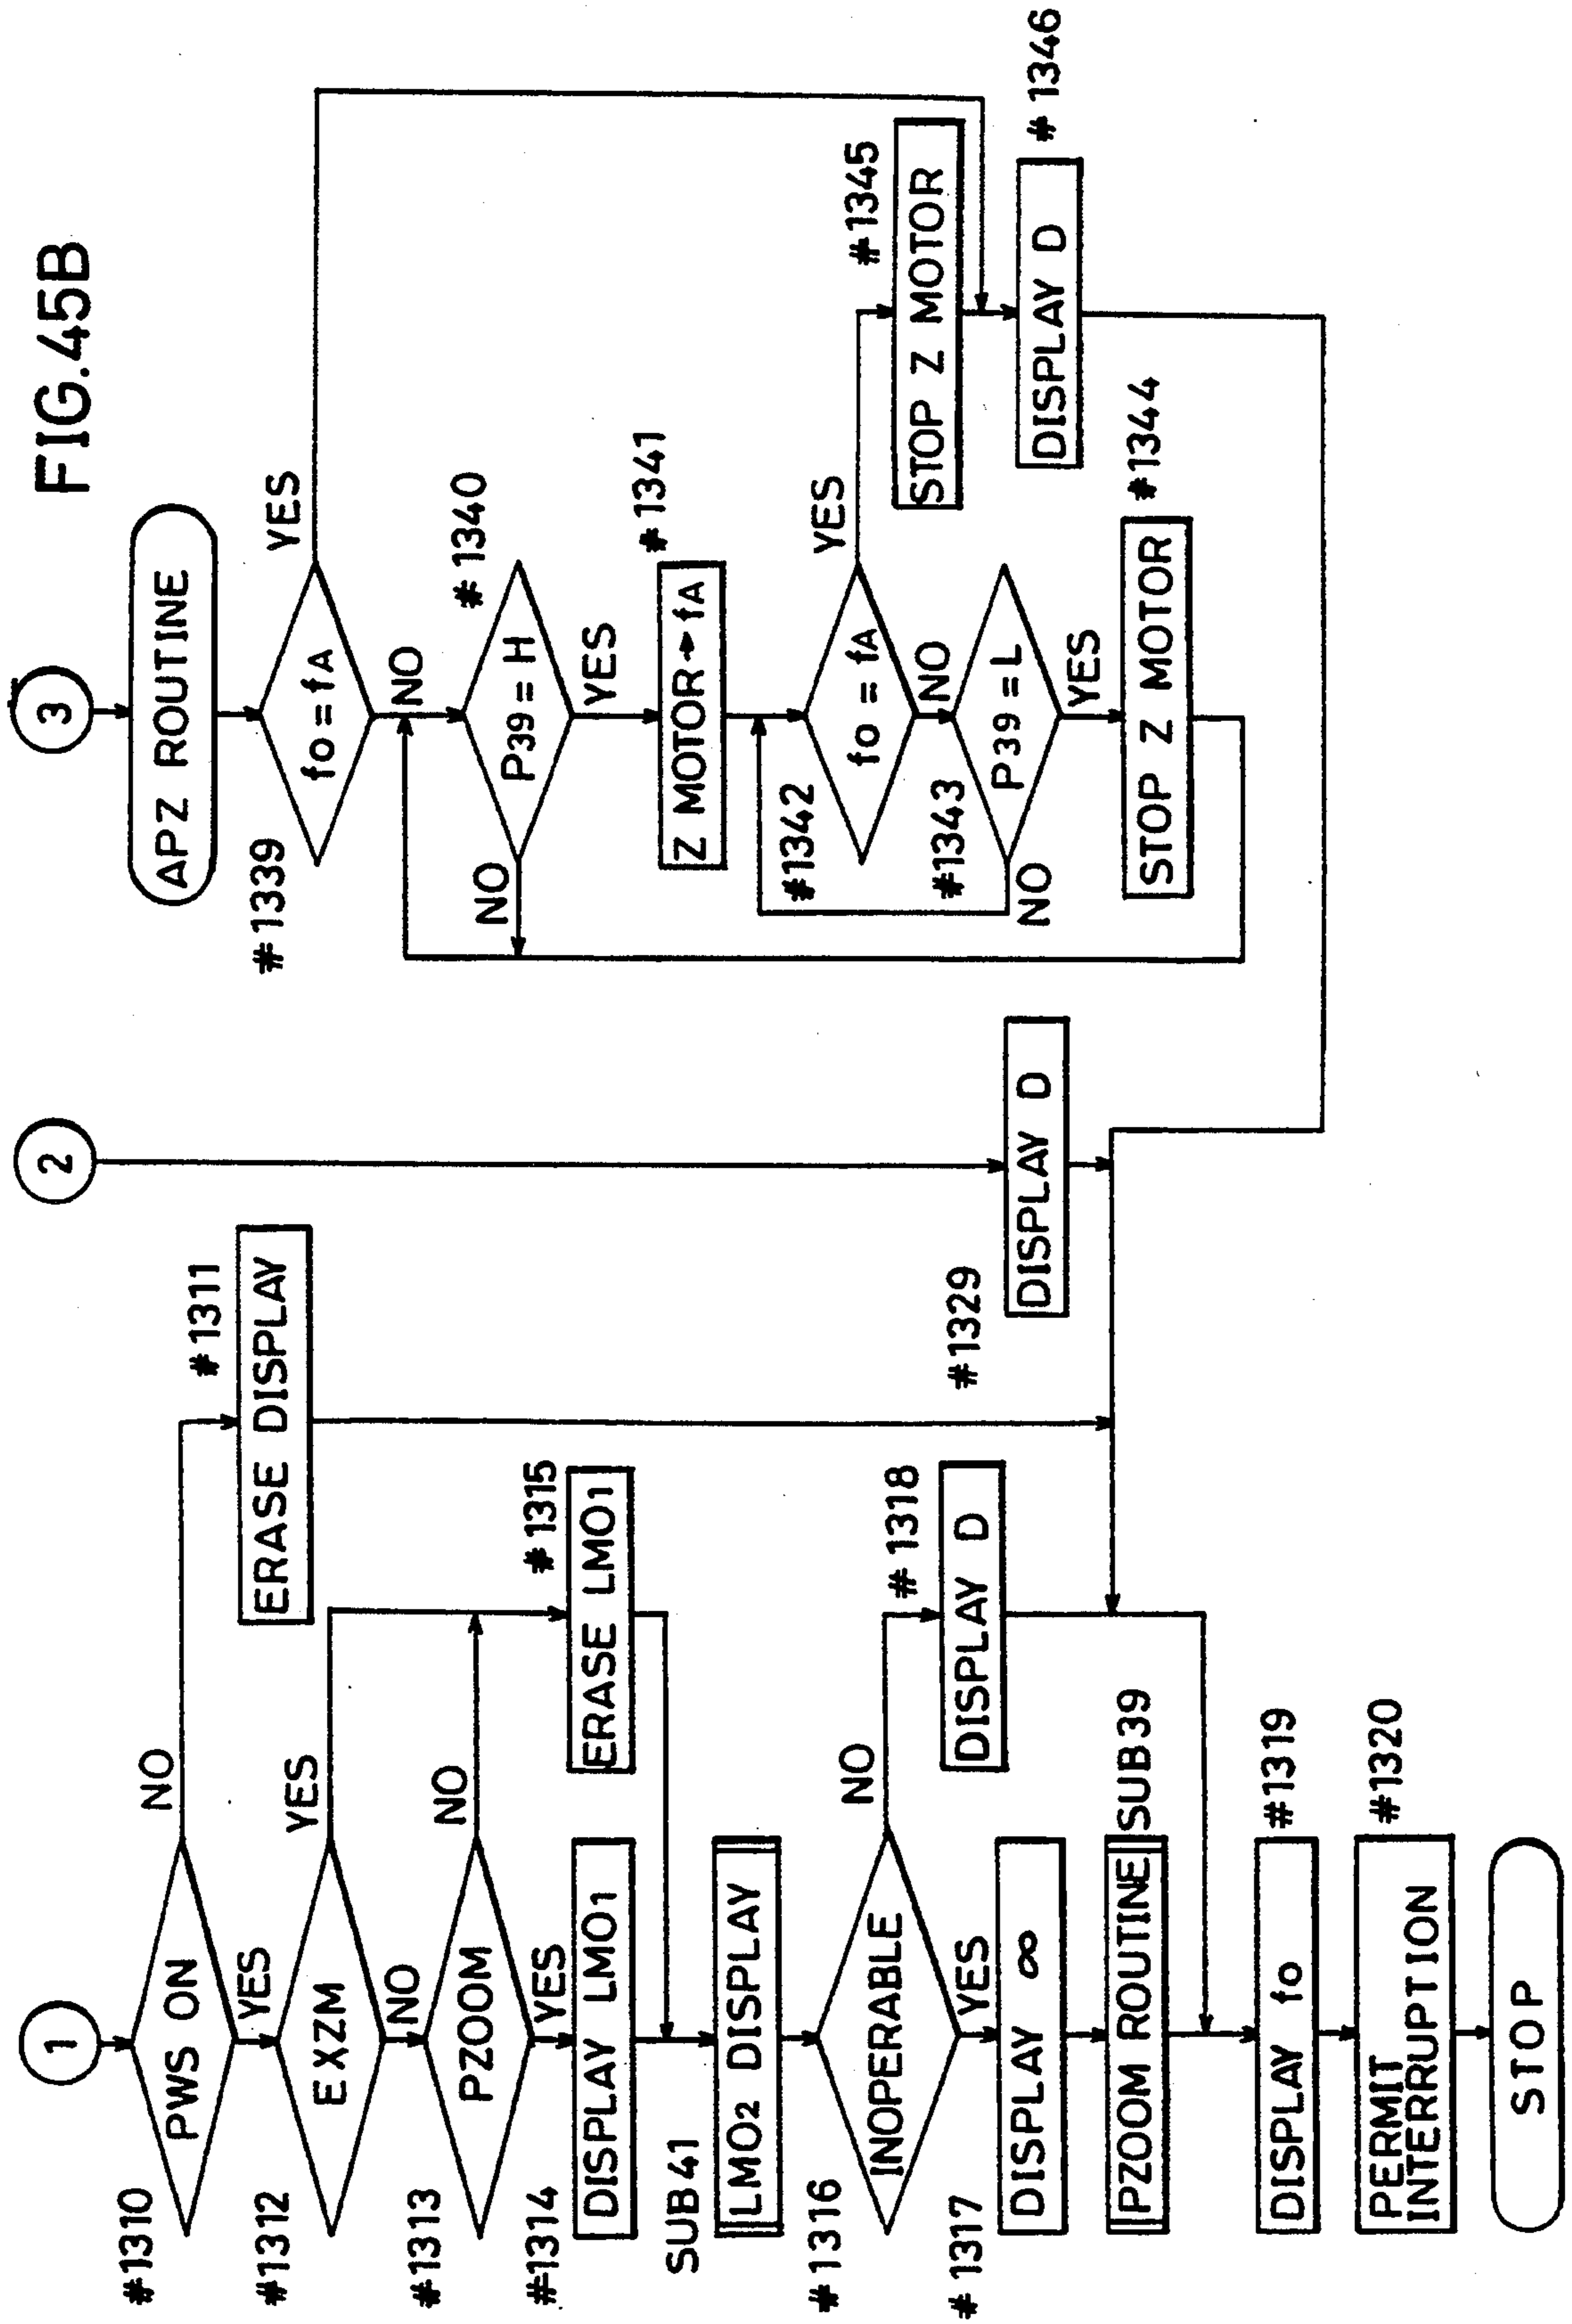 FIG.45B
1
#1310
PWS ON
NO
YES
#1311
ERASE DISPLAY
#1312
EXZM
YES
NO
#1313
PZOOM
NO
YES
#1314
DISPLAY LMO1
#1315
ERASE LMO1
SUB41
LMO2 DISPLAY
#1316
INOPERABLE
NO
YES
#1317
DISPLAY ∞
#1318
DISPLAY D
PZOOM ROUTINE
SUB39
DISPLAY fo
#1319
PERMIT
INTERRUPTION
#1320
STOP
2
#1329
DISPLAY D
3
APZ ROUTINE
#1339
fo = fA
YES
NO
#1340
P39 = H
NO
YES
#1341
Z MOTOR→fA
#1342
fo = fA
YES
NO
#1343
P39 = L
NO
YES
STOP Z MOTOR
#1344
STOP Z MOTOR
#1345
DISPLAY D
#1346